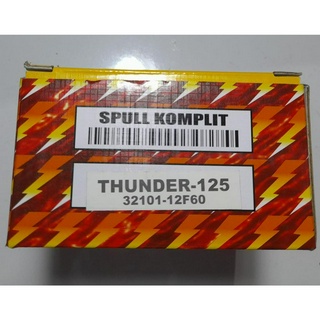 SPULL KOMPLIT
THUNDER-125
32101-12F60